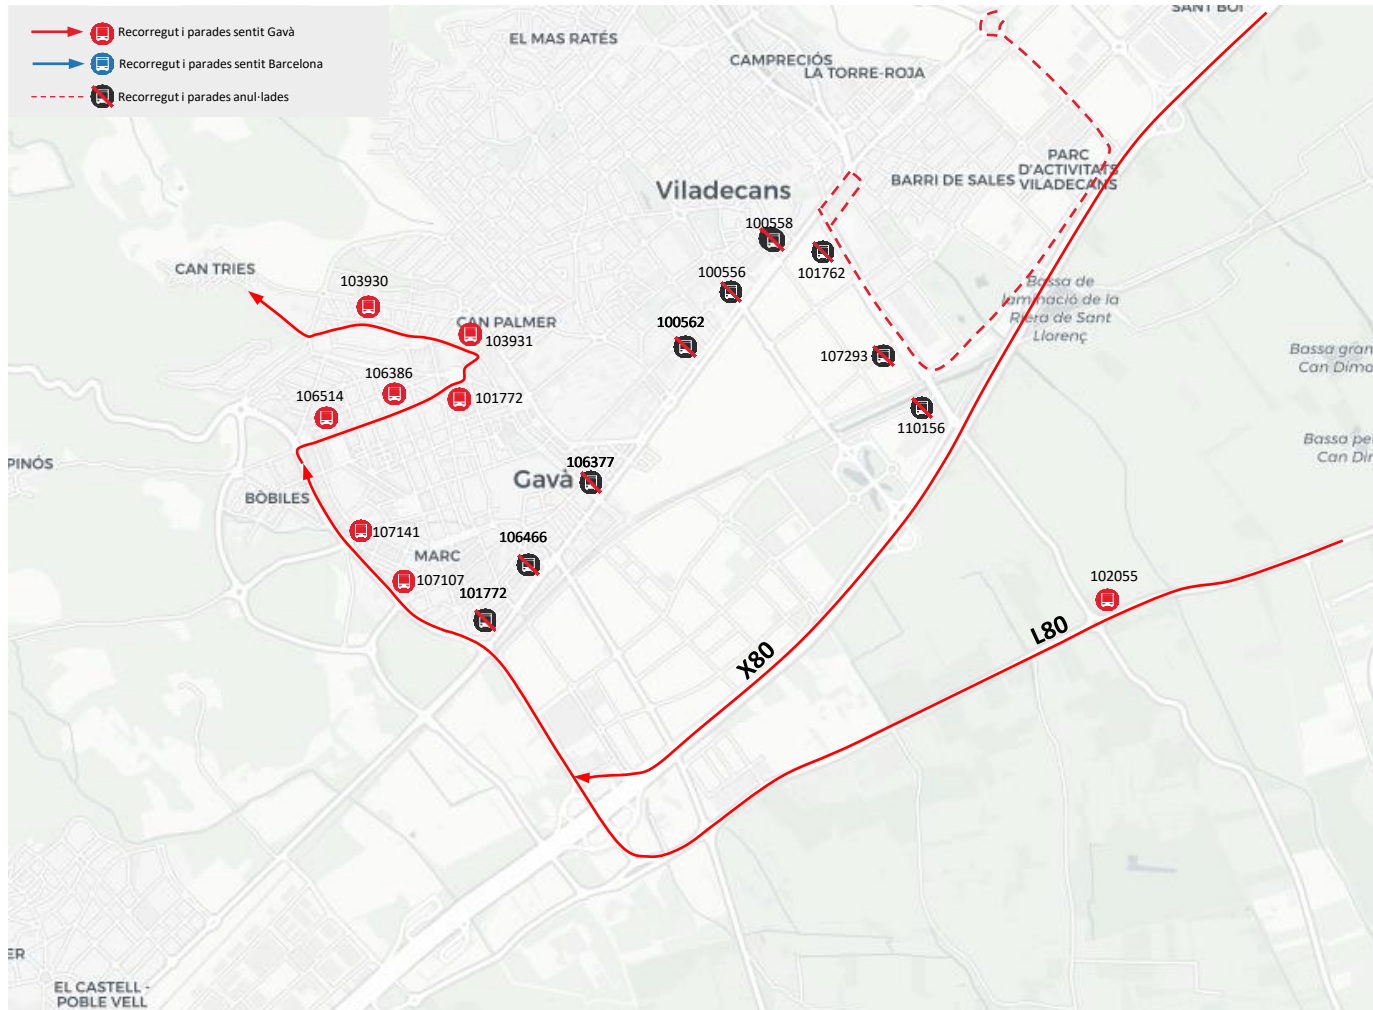 SANT BOI
Recorregut i parades sentit Gavà
Recorregut i parades sentit Barcelona
Recorregut i parades anul·lades
EL MAS RATÉS
CAMPRECIÓS
LA TORRE-ROJA
PARC
D'ACTIVITATS
VILADECANS
BARRI DE SALES
Viladecans
100558
101762
CAN TRIES
103930
100556
Bassa de
laminació de la
Riera de Sant
Llorenç
CAN PALMER
103931
100562
107293
Bassa gran
Can Dimo
106386
106514
101772
110156
Bassa pe
Can Dir
PINÓS
106377
Gavà
BÒBILES
107141
106466
MARC
107107
101772
102055
L80
X80
ER
EL CASTELL -
POBLE VELL